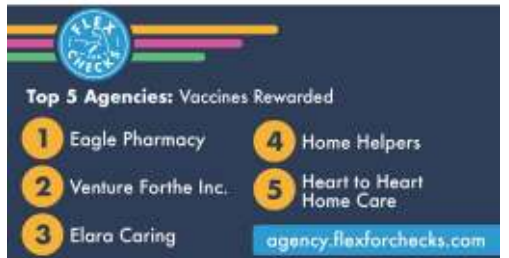 FLEX
FOR
CHECKS
Top 5 Agencies: Vaccines Rewarded
1 Eagle Pharmacy
2 Venture Forthe Inc.
3 Elara Caring
4 Home Helpers
5 Heart to Heart
Home Care
agency.flexforchecks.com